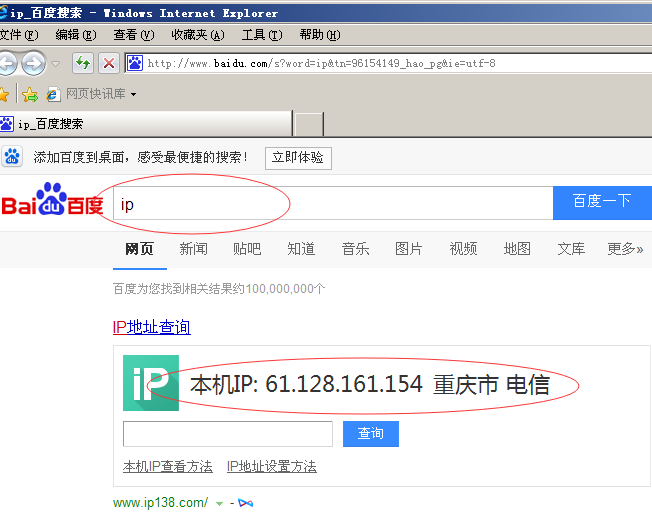 ip_百度搜索 - Windows Internet Explorer
文件(F) 编辑(E) 查看(V) 收藏夹(A) 工具(T) 帮助(H)
http://www.baidu.com/s?word=ip&tn=96154149_hao_pg&ie=utf-8
网页快讯库
ip_百度搜索
添加百度到桌面，感受最便捷的搜索! 立即体验
Bai du 百度 ip 百度一下
网页 新闻 贴吧 知道 音乐 图片 视频 地图 文库 更多»
百度为您找到相关结果约100,000,000个
IP地址查询
iP 本机IP: 61.128.161.154 重庆市 电信
查询
本机IP查看方法 IP地址设置方法
www.ip138.com/ -